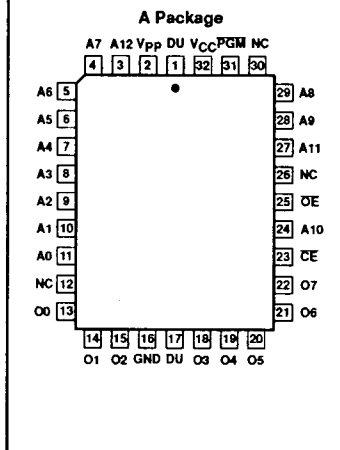 A Package
A7 A12 VPP DU VCC PGM NC
4 3 2 1 32 31 30
A6 5 29 A8
A5 6 28 A9
A4 7 27 A11
A3 8 26 NC
A2 9 25 OE
A1 10 24 A10
A0 11 23 CE
NC 12 22 O7
O0 13 21 O6
14 15 16 17 18 19 20
O1 O2 GND DU O3 O4 O5